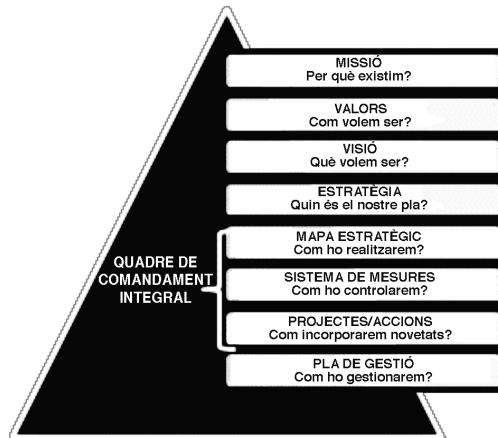 MISSIÓ
Per què existim?
VALORS
Com volem ser?
VISIÓ
Què volem ser?
ESTRATÈGIA
Quin és el nostre pla?
QUADRE DE
COMANDAMENT
INTEGRAL
MAPA ESTRATÈGIC
Com ho realitzarem?
SISTEMA DE MESURES
Com ho controlarem?
PROJECTES/ACCIONS
Com incorporarem novetats?
PLA DE GESTIÓ
Com ho gestionarem?